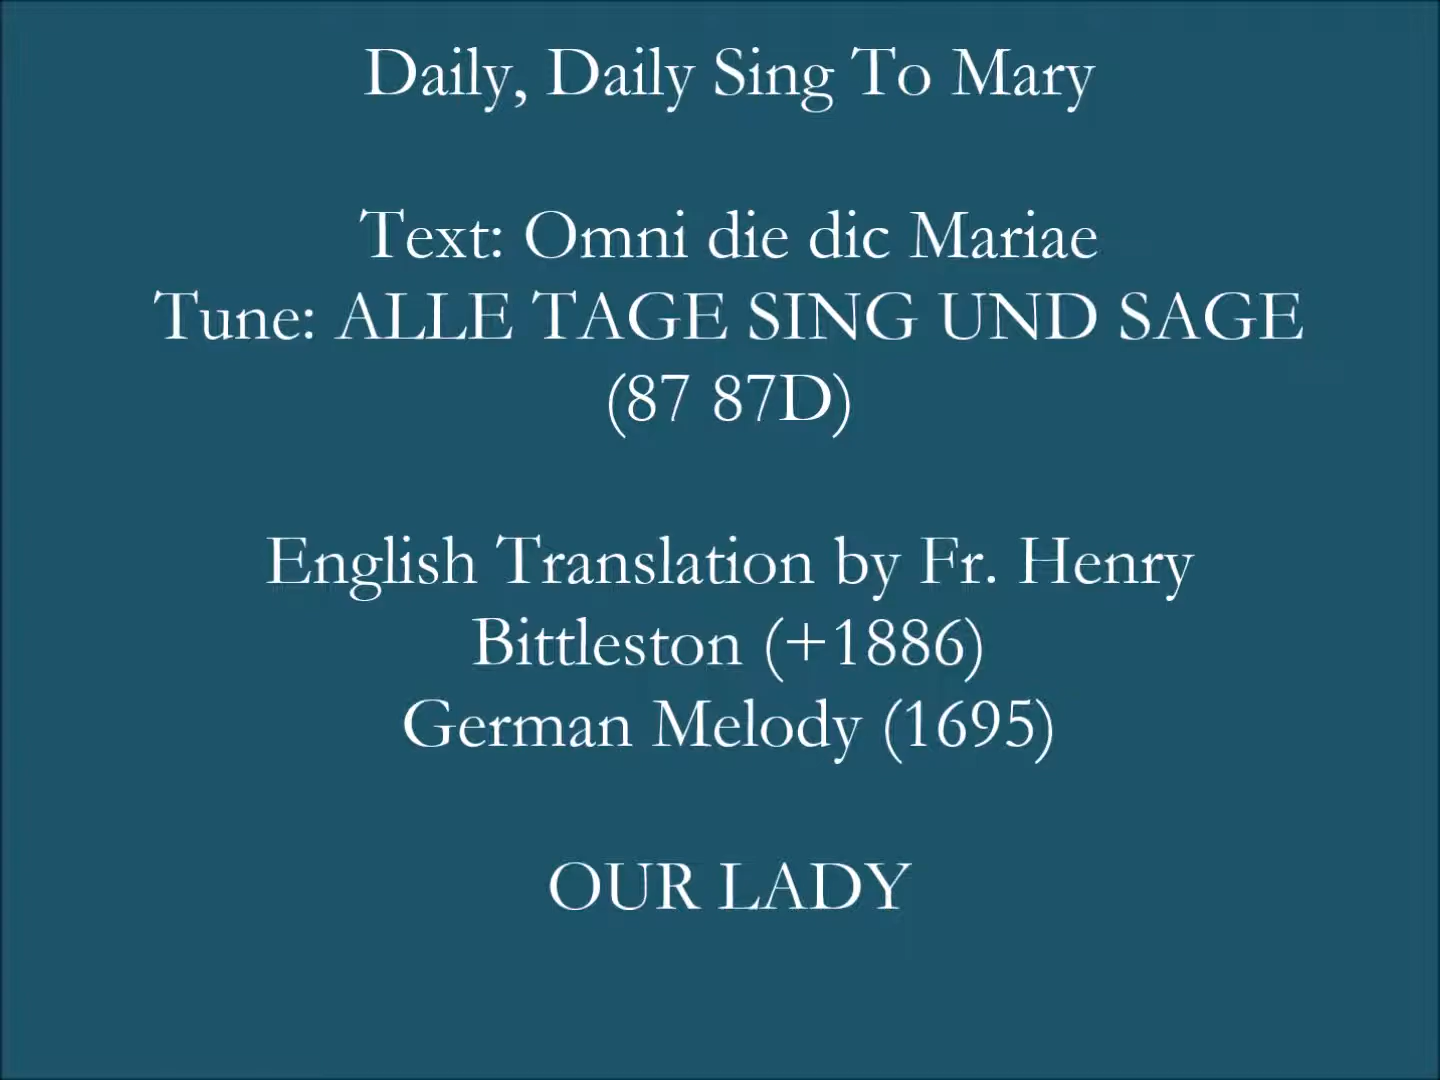 Daily, Daily Sing To Mary
Text: Omni die dic Mariae
Tune: ALLE TAGE SING UND SAGE
(87 87D)
English Translation by Fr. Henry
Bittleston (+1886)
German Melody (1695)
OUR LADY